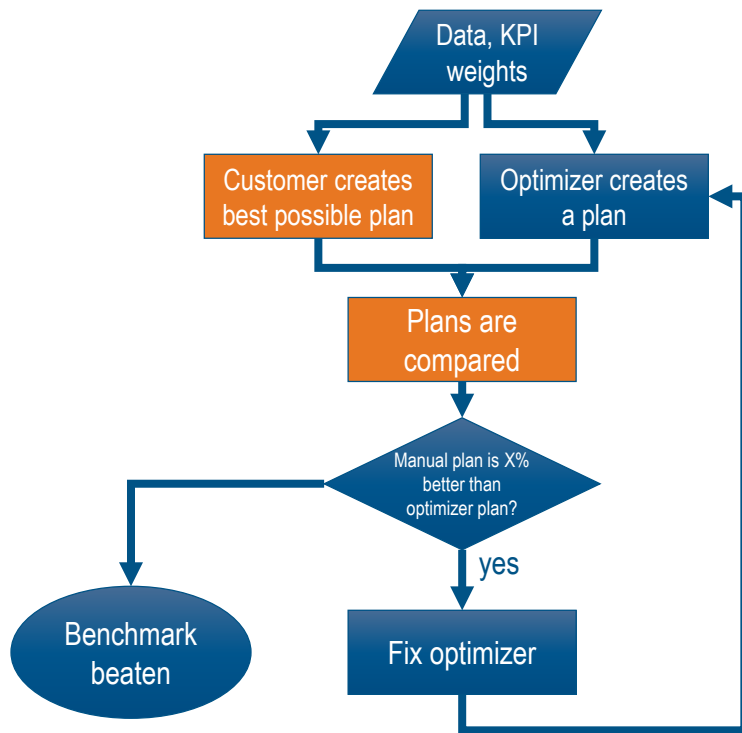 Data, KPI
weights
Customer creates
best possible plan
Optimizer creates
a plan
Plans are
compared
Manual plan is X%
better than
optimizer plan?
yes
Benchmark
beaten
Fix optimizer